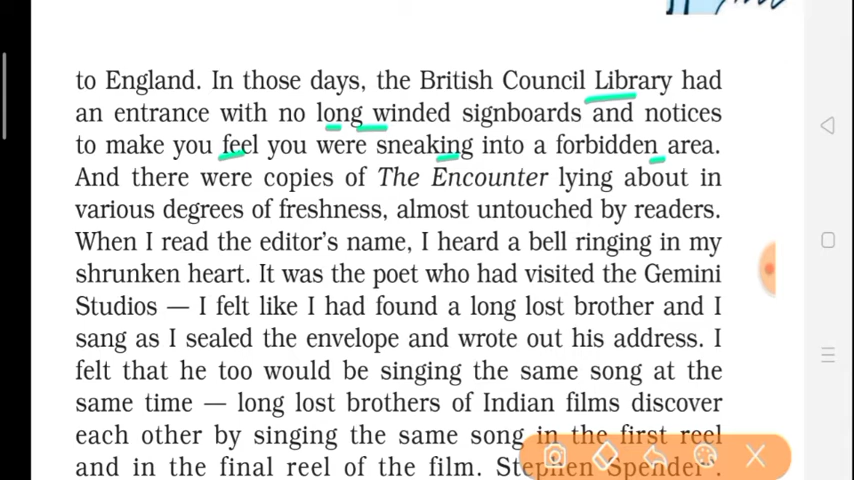 to England. In those days, the British Council Library had
an entrance with no long winded signboards and notices
to make you feel you were sneaking into a forbidden area.
And there were copies of The Encounter lying about in
various degrees of freshness, almost untouched by readers.
When I read the editor's name, I heard a bell ringing in my
shrunken heart. It was the poet who had visited the Gemini
Studios — I felt like I had found a long lost brother and I
sang as I sealed the envelope and wrote out his address. I
felt that he too would be singing the same song at the
same time — long lost brothers of Indian films discover
each other by singing the same song in the first reel
and in the final reel of the film. Stephen Spender.